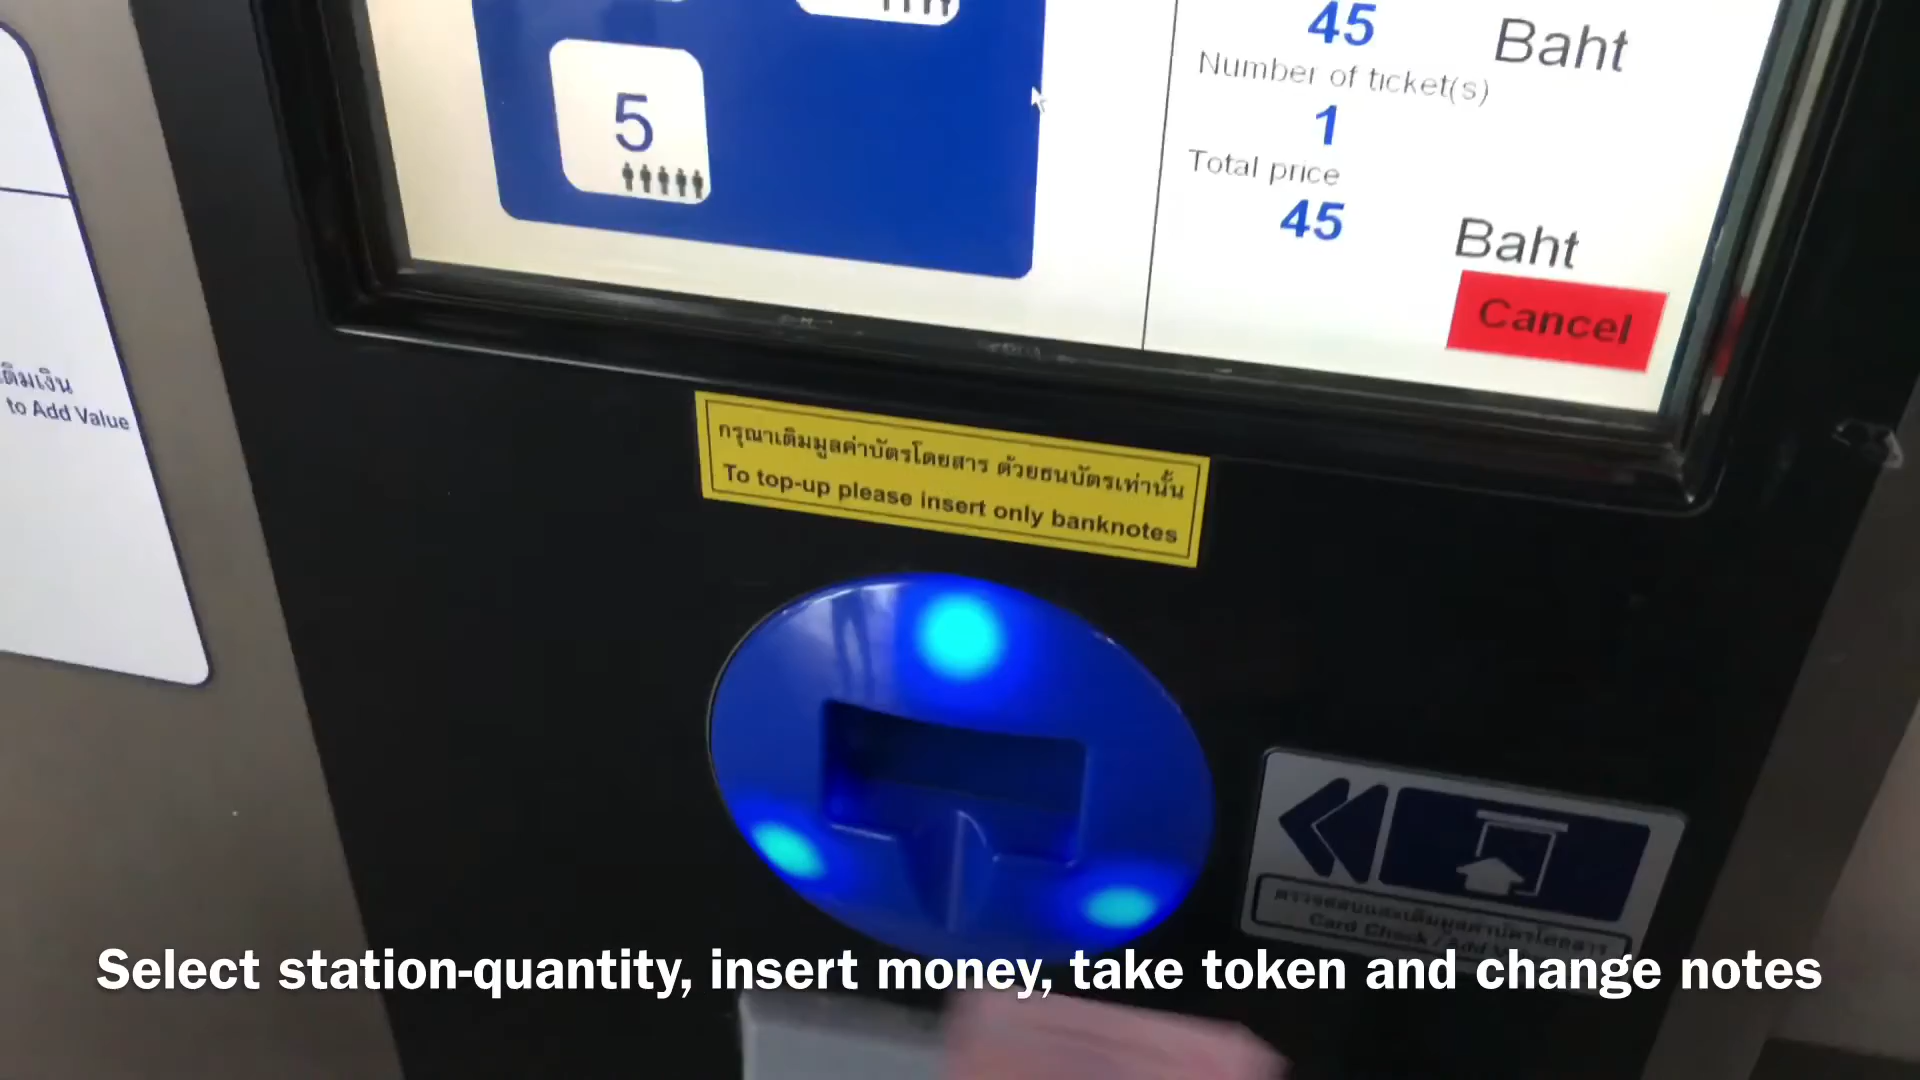 45 Baht
Number of ticket(s)
1
Total price
45 Baht
Cancel
5
เติมเงิน
to Add Value
กรุณาเติมมูลค่าบัตรโดยสาร ด้วยธนบัตรเท่านั้น
To top-up please insert only banknotes
ตรวจสอบและเติมมูลค่าบัตรโดยสาร
Card Check / Add
Select station-quantity, insert money, take token and change notes